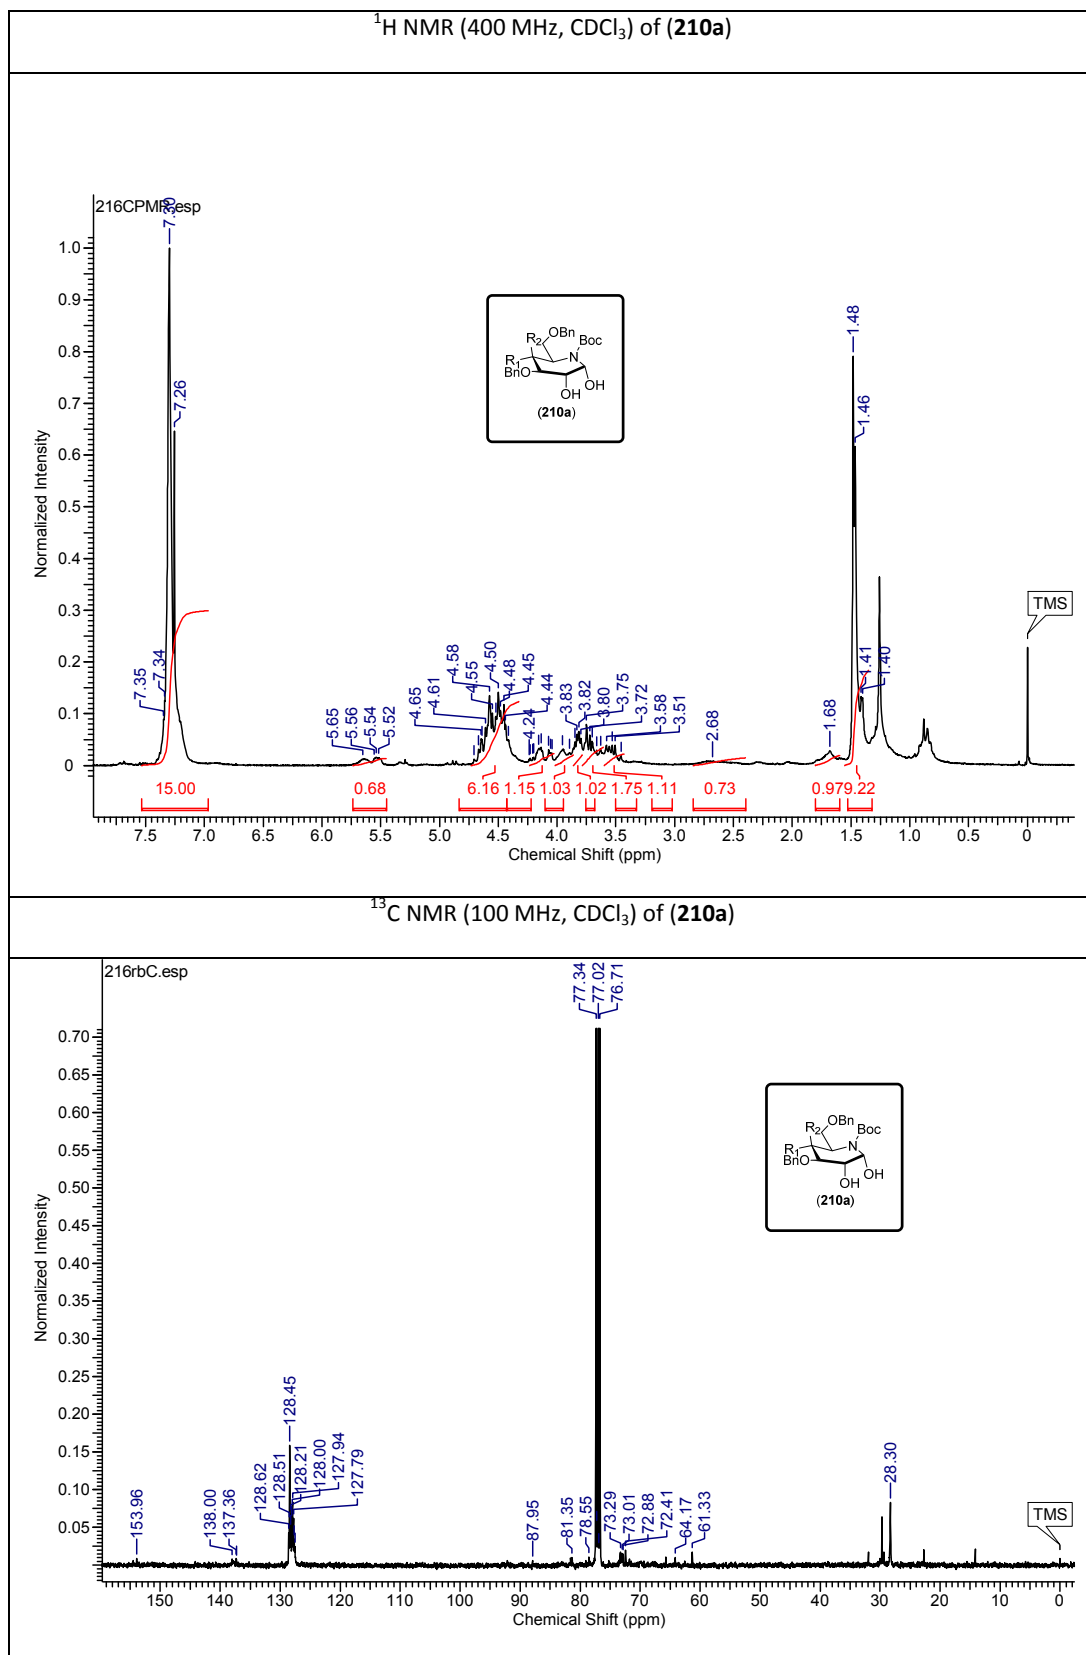 ¹H NMR (400 MHz, CDCl₃) of (210a)
216CPMR.esp
7.30
7.26
7.35
7.34
5.65
5.56
5.54
5.52
4.65
4.61
4.58
4.55
4.50
4.48
4.45
4.44
4.24
3.83
3.82
3.80
3.75
3.72
3.58
3.51
2.68
1.68
1.48
1.46
1.41
1.40
TMS
R₂
OBn
Boc
R₁
N
BnO
OH
OH
(210a)
Normalized Intensity
1.0
0.9
0.8
0.7
0.6
0.5
0.4
0.3
0.2
0.1
0
15.00
0.68
6.16
1.15
1.03
1.02
1.75
1.11
0.73
0.97
9.22
7.5 7.0 6.5 6.0 5.5 5.0 4.5 4.0 3.5 3.0 2.5 2.0 1.5 1.0 0.5 0
Chemical Shift (ppm)
¹³C NMR (100 MHz, CDCl₃) of (210a)
216rbC.esp
77.34
77.02
76.71
153.96
138.00
137.36
128.62
128.51
128.45
128.21
128.00
127.94
127.79
87.95
81.35
78.55
73.29
73.01
72.88
72.41
64.17
61.33
28.30
TMS
R₂
OBn
Boc
R₁
N
BnO
OH
OH
(210a)
Normalized Intensity
0.70
0.65
0.60
0.55
0.50
0.45
0.40
0.35
0.30
0.25
0.20
0.15
0.10
0.05
150 140 130 120 110 100 90 80 70 60 50 40 30 20 10 0
Chemical Shift (ppm)